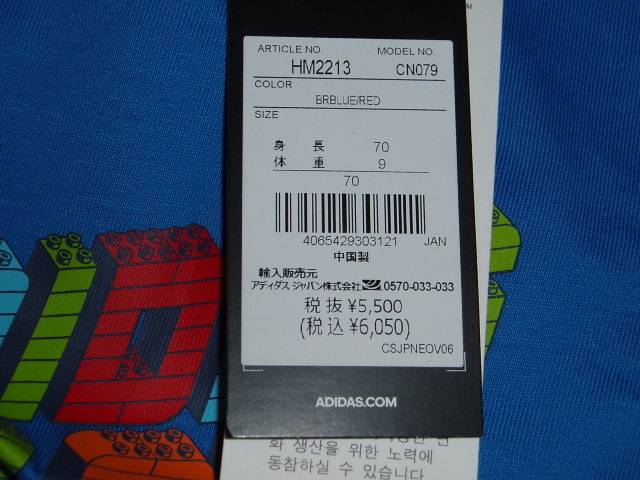 ARTICLE NO. MODEL NO.
HM2213 CN079
COLOR
BRBLUE/RED
SIZE
身長 70
体重 9
70
4065429303121 JAN
中国製
輸入販売元
アディダス ジャパン株式会社 0570-033-033
税抜 ¥5,500
(税込 ¥6,050)
CSJPNEOV06
ADIDAS.COM
화 생산을 위한 노력에
동참하실 수 있습니다